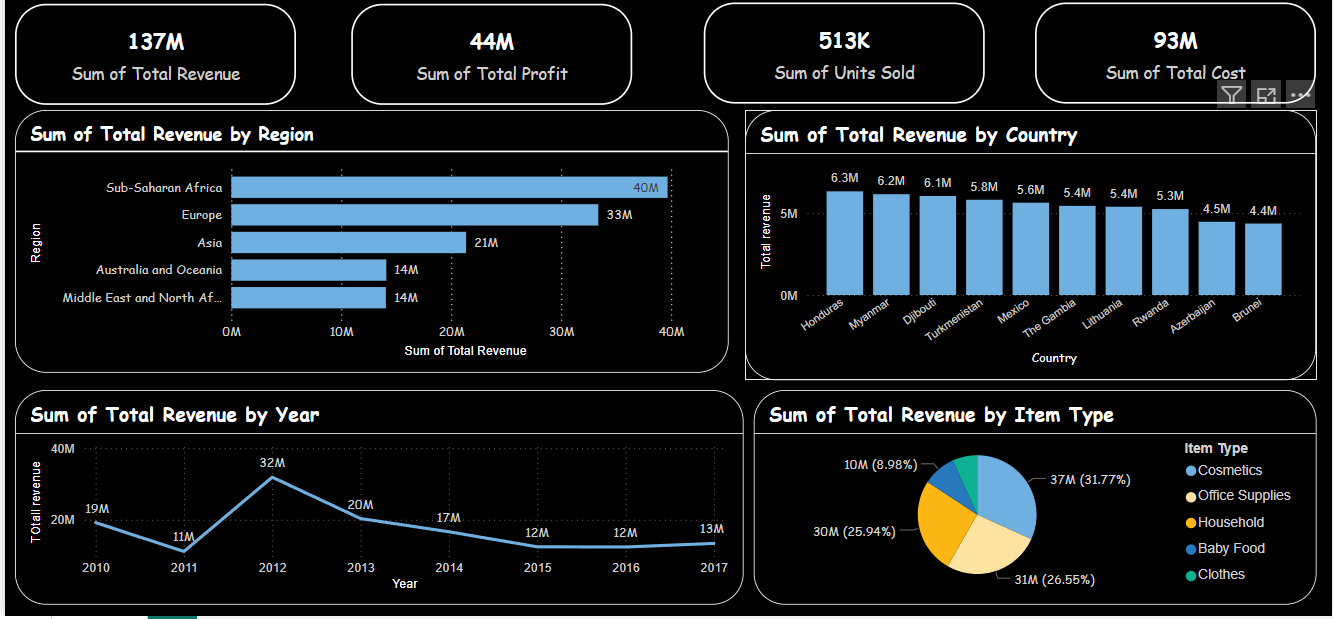 137M
Sum of Total Revenue
44M
Sum of Total Profit
513K
Sum of Units Sold
93M
Sum of Total Cost
Sum of Total Revenue by Region
Region
Sub-Saharan Africa
40M
Europe
33M
Asia
21M
Australia and Oceania
14M
Middle East and North Af...
14M
0M 10M 20M 30M 40M
Sum of Total Revenue
Sum of Total Revenue by Country
Total revenue
5M
0M
6.3M 6.2M 6.1M 5.8M 5.6M 5.4M 5.4M 5.3M 4.5M 4.4M
Honduras Myanmar Djibouti Turkmenistan Mexico The Gambia Lithuania Rwanda Azerbaijan Brunei
Country
Sum of Total Revenue by Year
TOtall revenue
40M
20M
19M 11M 32M 20M 17M 12M 12M 13M
2010 2011 2012 2013 2014 2015 2016 2017
Year
Sum of Total Revenue by Item Type
10M (8.98%)
37M (31.77%)
30M (25.94%)
31M (26.55%)
Item Type
Cosmetics
Office Supplies
Household
Baby Food
Clothes